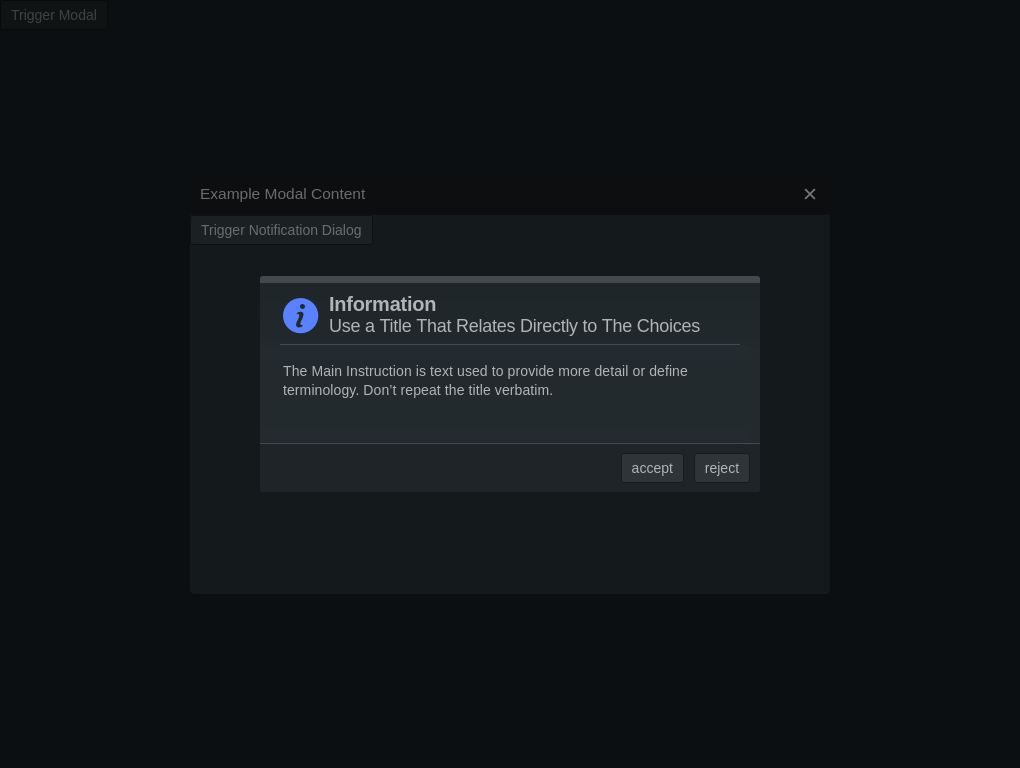 Trigger Modal
Example Modal Content
Trigger Notification Dialog
Information
Use a Title That Relates Directly to The Choices
The Main Instruction is text used to provide more detail or define
terminology. Don’t repeat the title verbatim.
accept reject